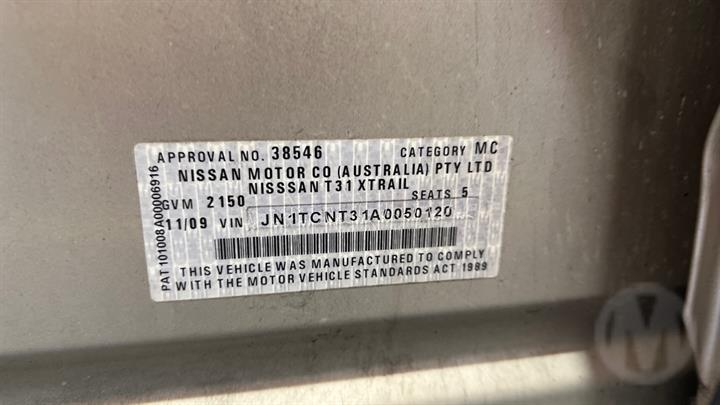 APPROVAL NO. 38546 CATEGORY MC
NISSAN MOTOR CO (AUSTRALIA) PTY LTD
NISSSAN T31 XTRAIL
GVM 2150 SEATS 5
11/09 VIN JN1TCNT31A0050120
THIS VEHICLE WAS MANUFACTURED TO COMPLY
WITH THE MOTOR VEHICLE STANDARDS ACT 1989
PAT 101008A00006916
M